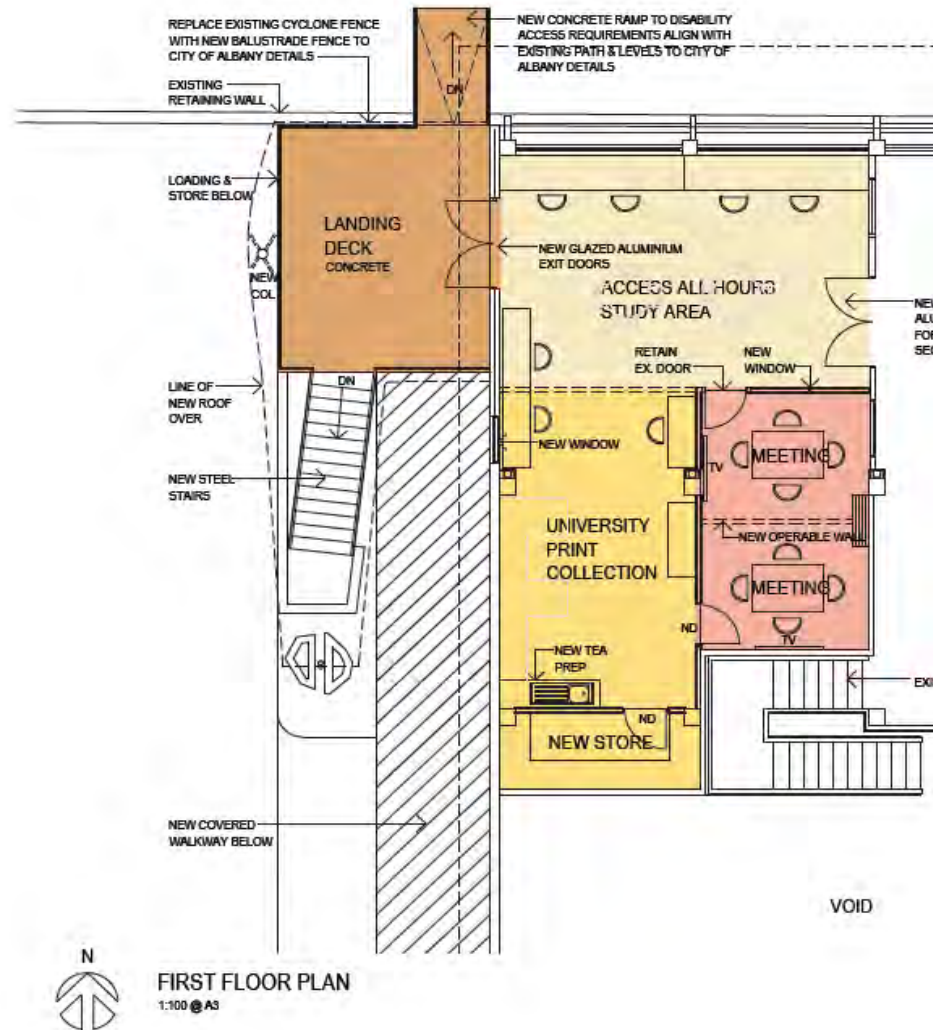 REPLACE EXISTING CYCLONE FENCE
WITH NEW BALUSTRADE FENCE TO
CITY OF ALBANY DETAILS
NEW CONCRETE RAMP TO DISABILITY
ACCESS REQUIREMENTS ALIGN WITH
EXISTING PATH & LEVELS TO CITY OF
ALBANY DETAILS
EXISTING
RETAINING WALL
DN
LOADING &
STORE BELOW
LANDING
DECK
CONCRETE
NEW
COL
NEW GLAZED ALUMINIUM
EXIT DOORS
ACCESS ALL HOURS
STUDY AREA
NEW
ALU
FOR
SEC
RETAIN
EX. DOOR
NEW
WINDOW
LINE OF
NEW ROOF
OVER
DN
NEW WINDOW
TV
MEETING
NEW STEEL
STAIRS
UNIVERSITY
PRINT
COLLECTION
NEW OPERABLE WALL
MEETING
ND
TV
NEW TEA
PREP
EXI
ND
NEW STORE
NEW COVERED
WALKWAY BELOW
VOID
N
FIRST FLOOR PLAN
1:100 @ A3